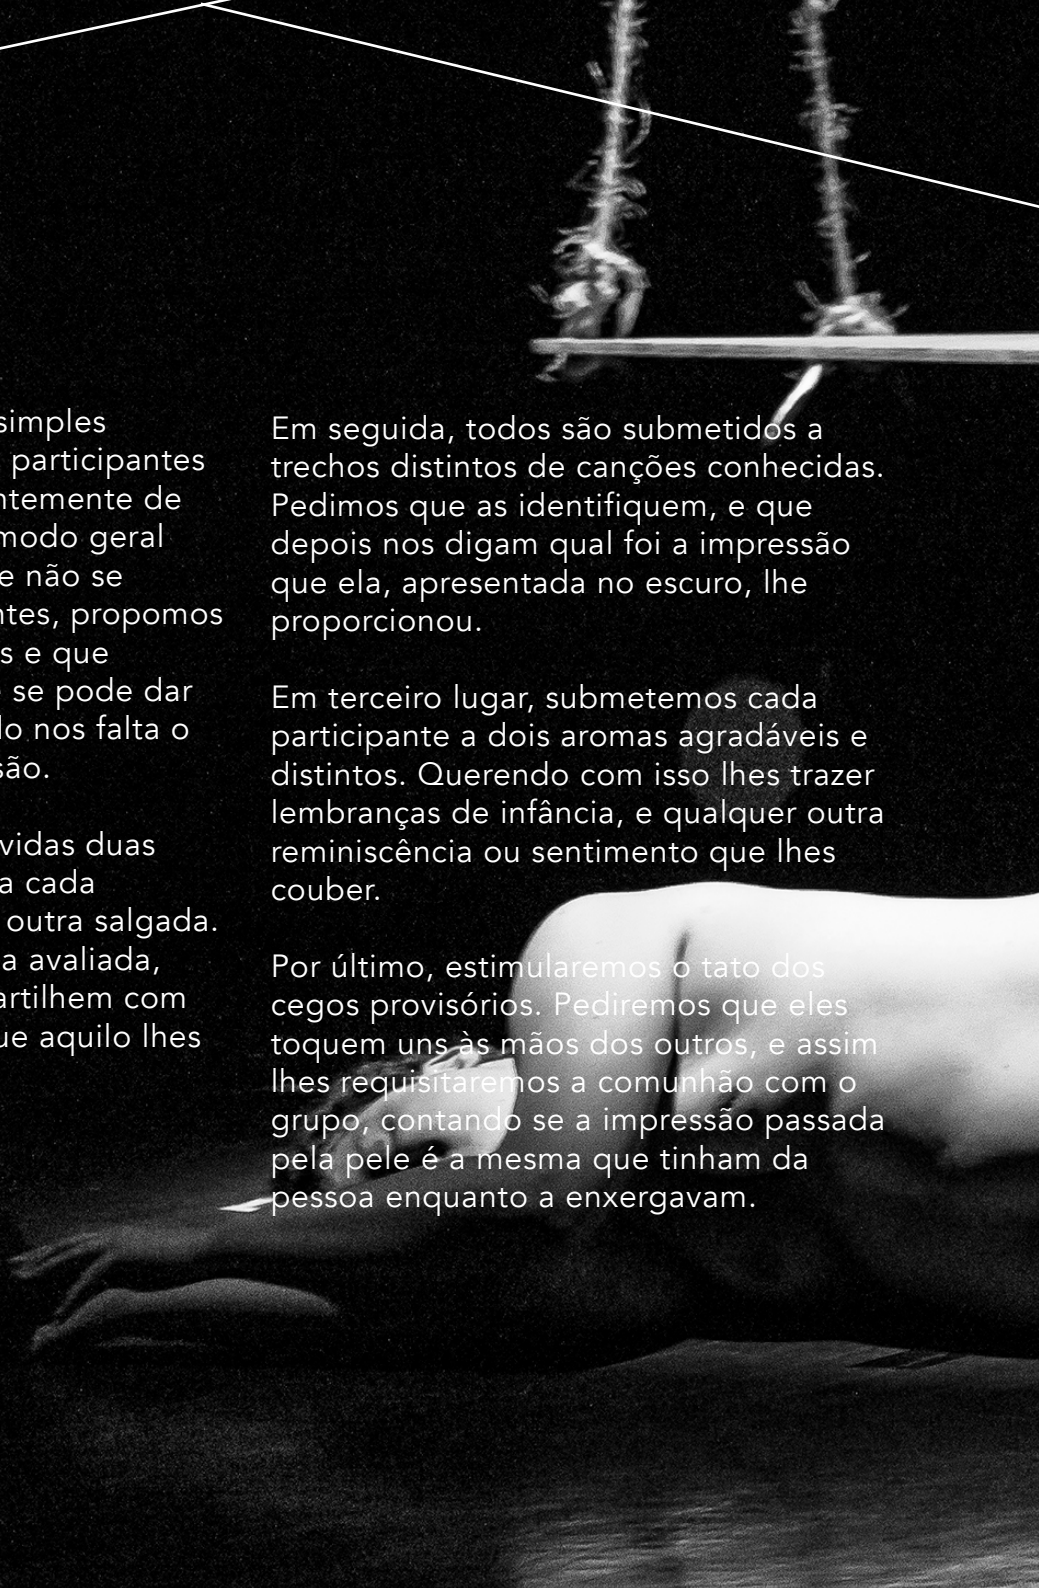 simples
participantes
ntemente de
modo geral
e não se
ntes, propomos
s e que
se pode dar
do nos falta o
são.
vidas duas
a cada
outra salgada.
a avaliada,
artilhem com
ue aquilo lhes
Em seguida, todos são submetidos a
trechos distintos de canções conhecidas.
Pedimos que as identifiquem, e que
depois nos digam qual foi a impressão
que ela, apresentada no escuro, lhe
proporcionou.
Em terceiro lugar, submetemos cada
participante a dois aromas agradáveis e
distintos. Querendo com isso lhes trazer
lembranças de infância, e qualquer outra
reminiscência ou sentimento que lhes
couber.
Por último, estimularemos o tato dos
cegos provisórios. Pediremos que eles
toquem uns às mãos dos outros, e assim
lhes requisitaremos a comunhão com o
grupo, contando se a impressão passada
pela pele é a mesma que tinham da
pessoa enquanto a enxergavam.